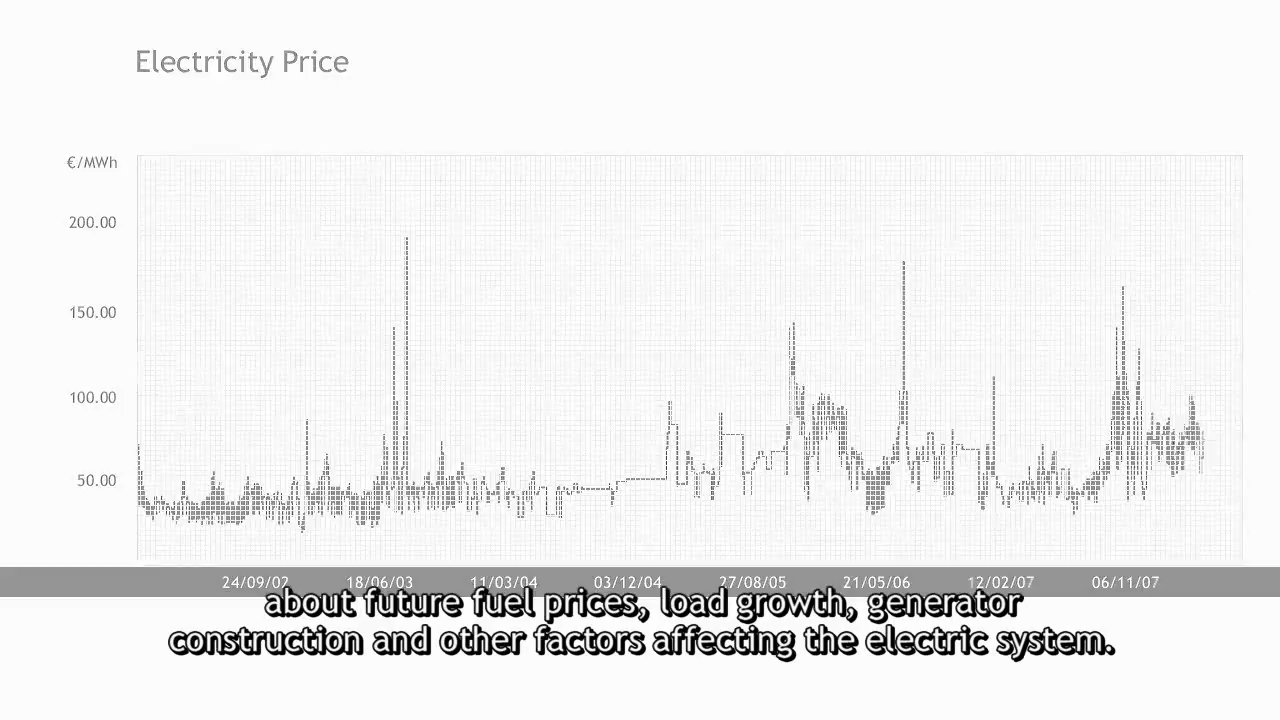 Electricity Price
€/MWh
200.00
150.00
100.00
50.00
24/09/02 18/06/03 11/03/04 03/12/04 27/08/05 21/05/06 12/02/07 06/11/07
about future fuel prices, load growth, generator
construction and other factors affecting the electric system.